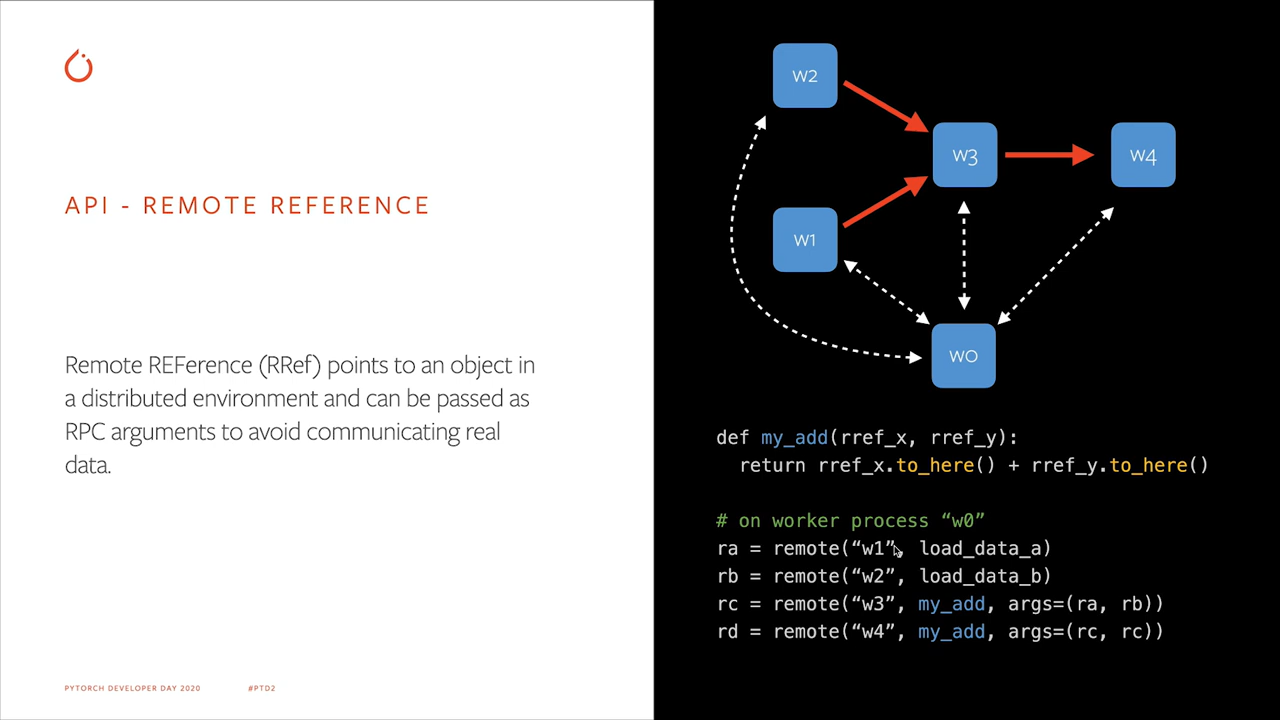 API - REMOTE REFERENCE
Remote REFerence (RRef) points to an object in
a distributed environment and can be passed as
RPC arguments to avoid communicating real
data.
PYTORCH DEVELOPER DAY 2020
#PTD2
w2
w3
w4
w1
w0
def my_add(rref_x, rref_y):
  return rref_x.to_here() + rref_y.to_here()
# on worker process “w0”
ra = remote(“w1”, load_data_a)
rb = remote(“w2”, load_data_b)
rc = remote(“w3”, my_add, args=(ra, rb))
rd = remote(“w4”, my_add, args=(rc, rc))